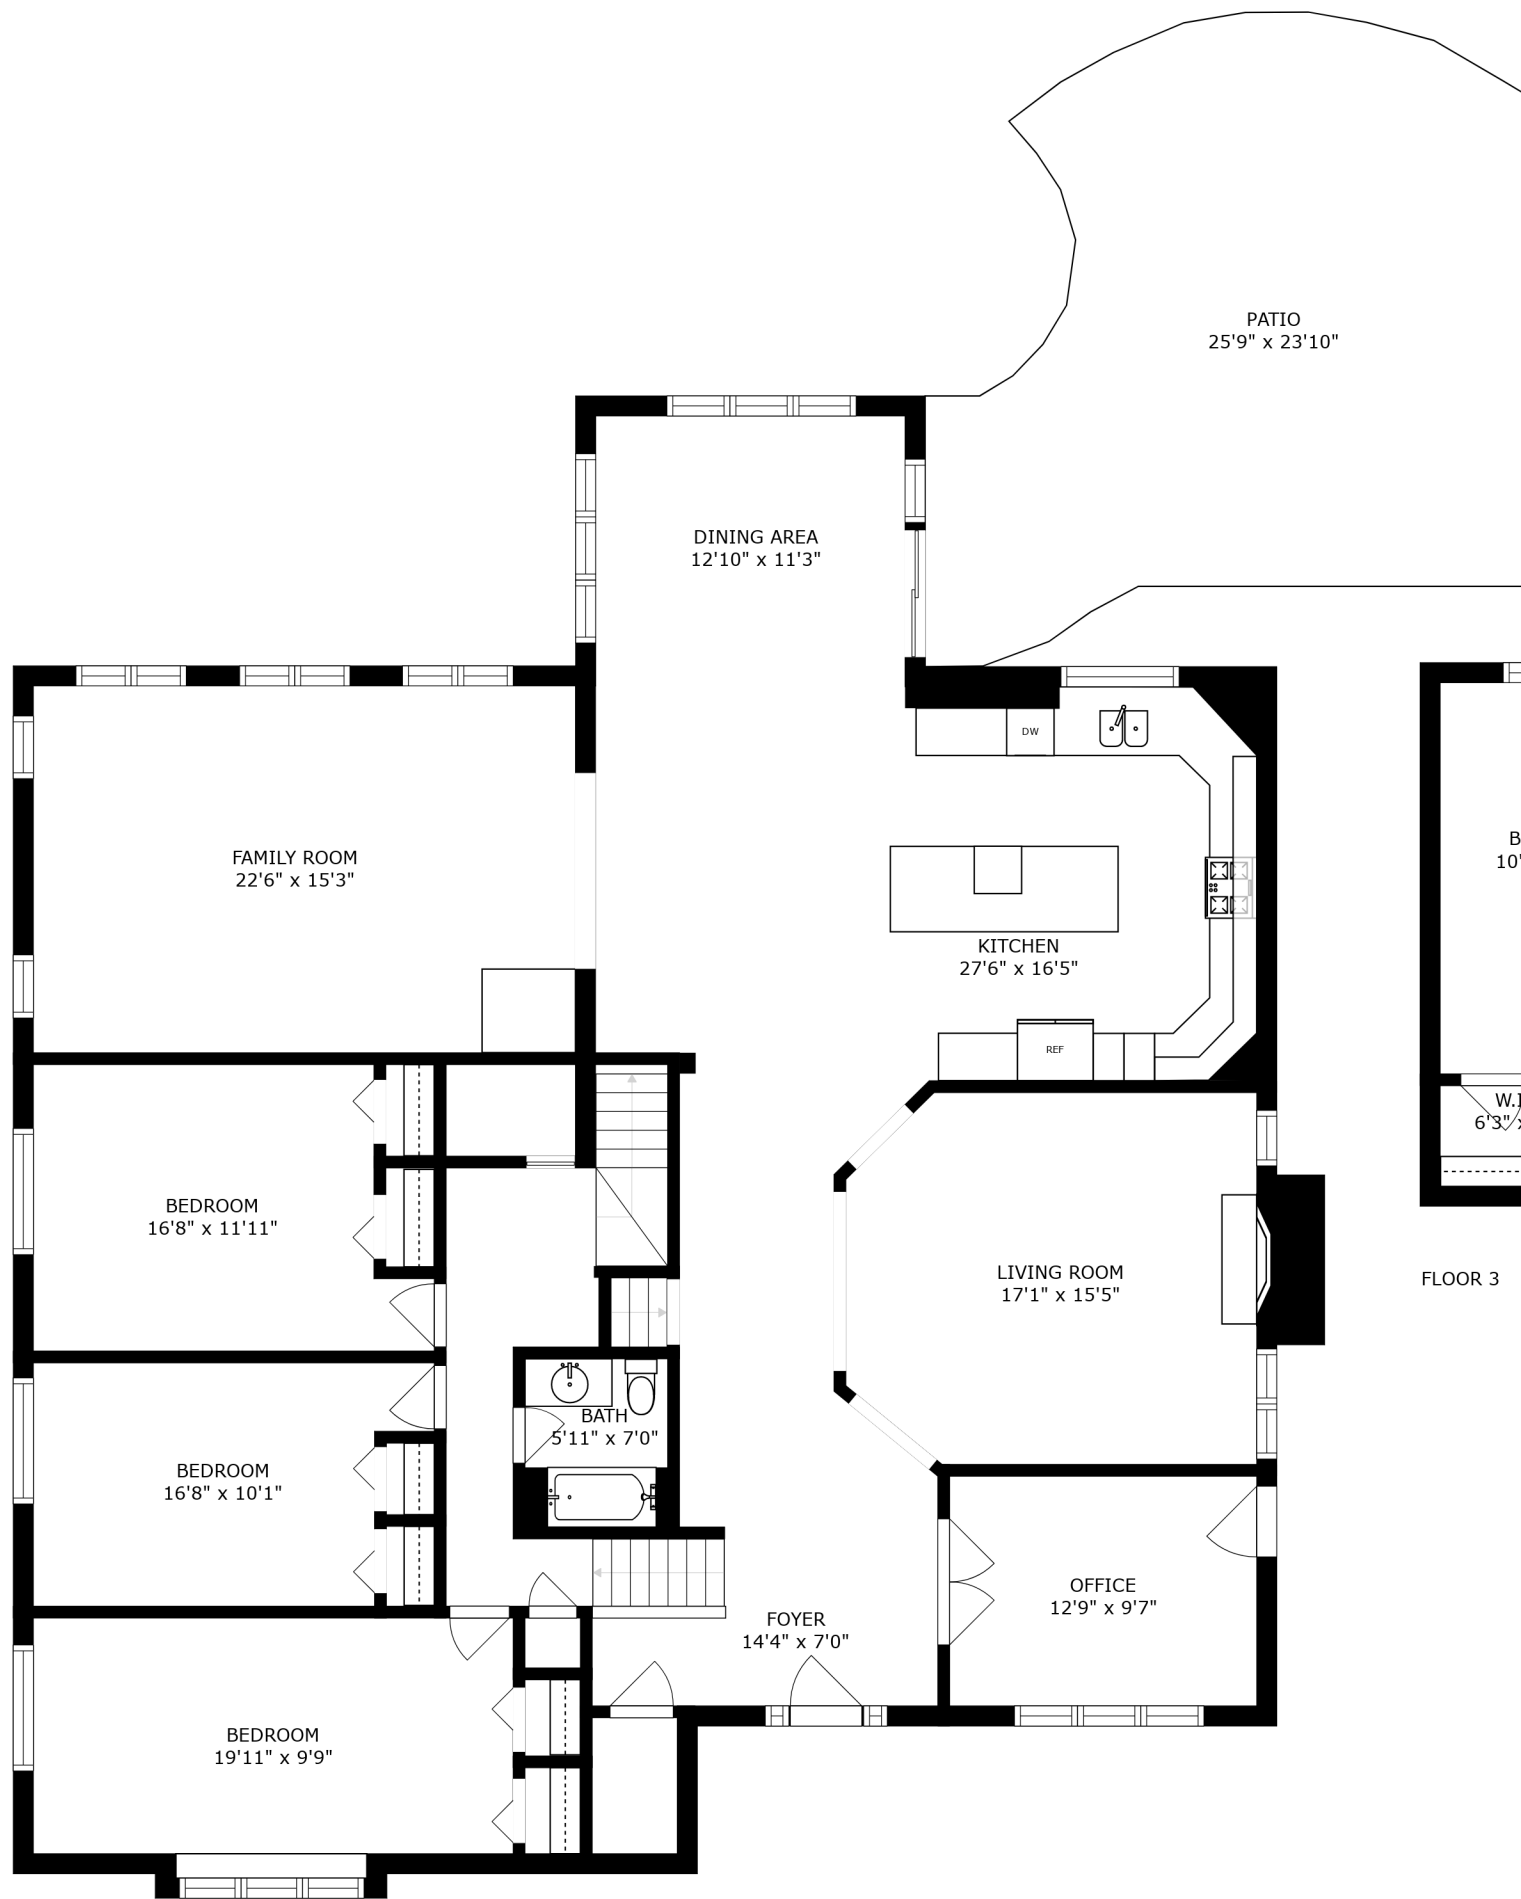 PATIO
25'9" x 23'10"
DINING AREA
12'10" x 11'3"
DW
FAMILY ROOM
22'6" x 15'3"
B
10'
KITCHEN
27'6" x 16'5"
REF
W.I
6'3" x
BEDROOM
16'8" x 11'11"
LIVING ROOM
17'1" x 15'5"
FLOOR 3
BATH
5'11" x 7'0"
BEDROOM
16'8" x 10'1"
OFFICE
12'9" x 9'7"
FOYER
14'4" x 7'0"
BEDROOM
19'11" x 9'9"